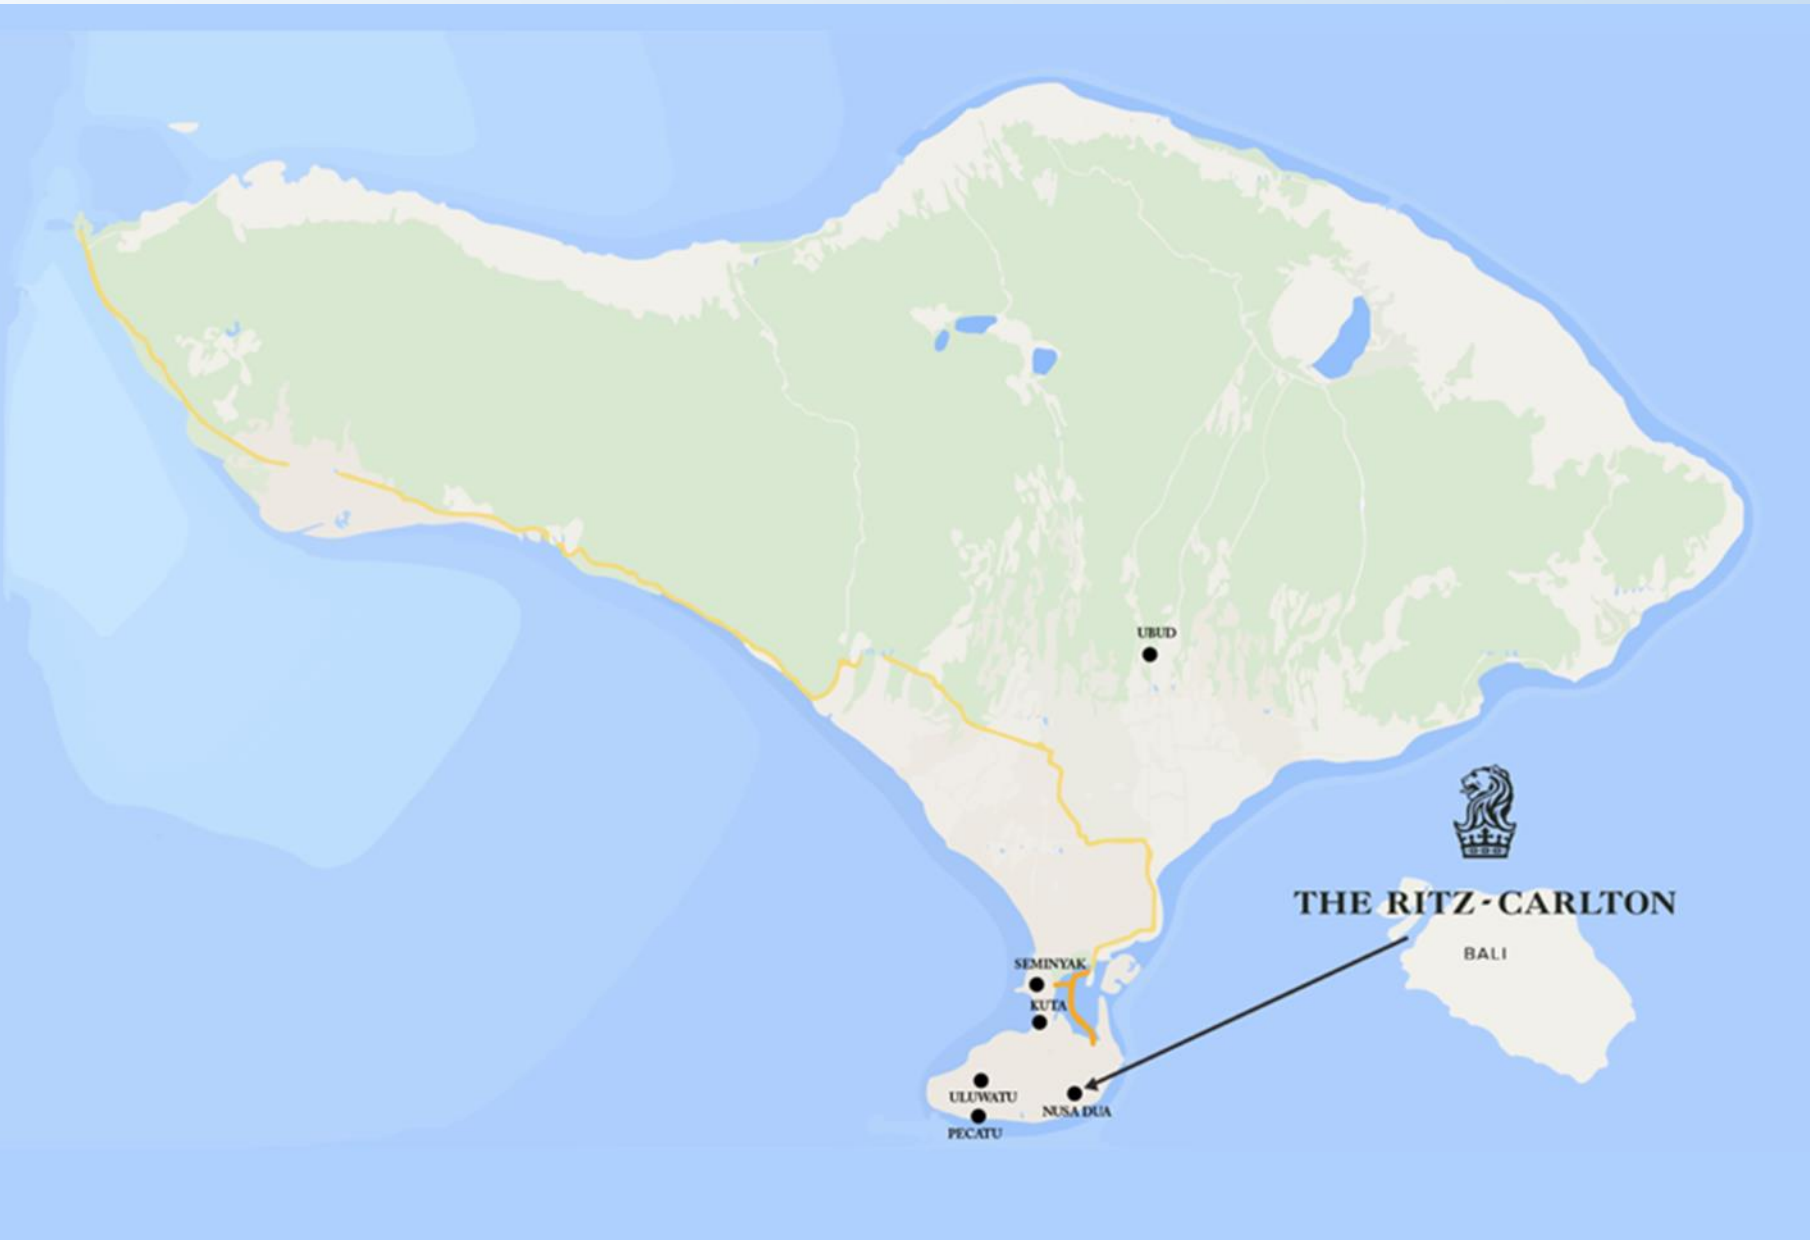 UBUD
THE RITZ-CARLTON
BALI
SEMINYAK
KUTA
ULUWATU
NUSA DUA
PECATU